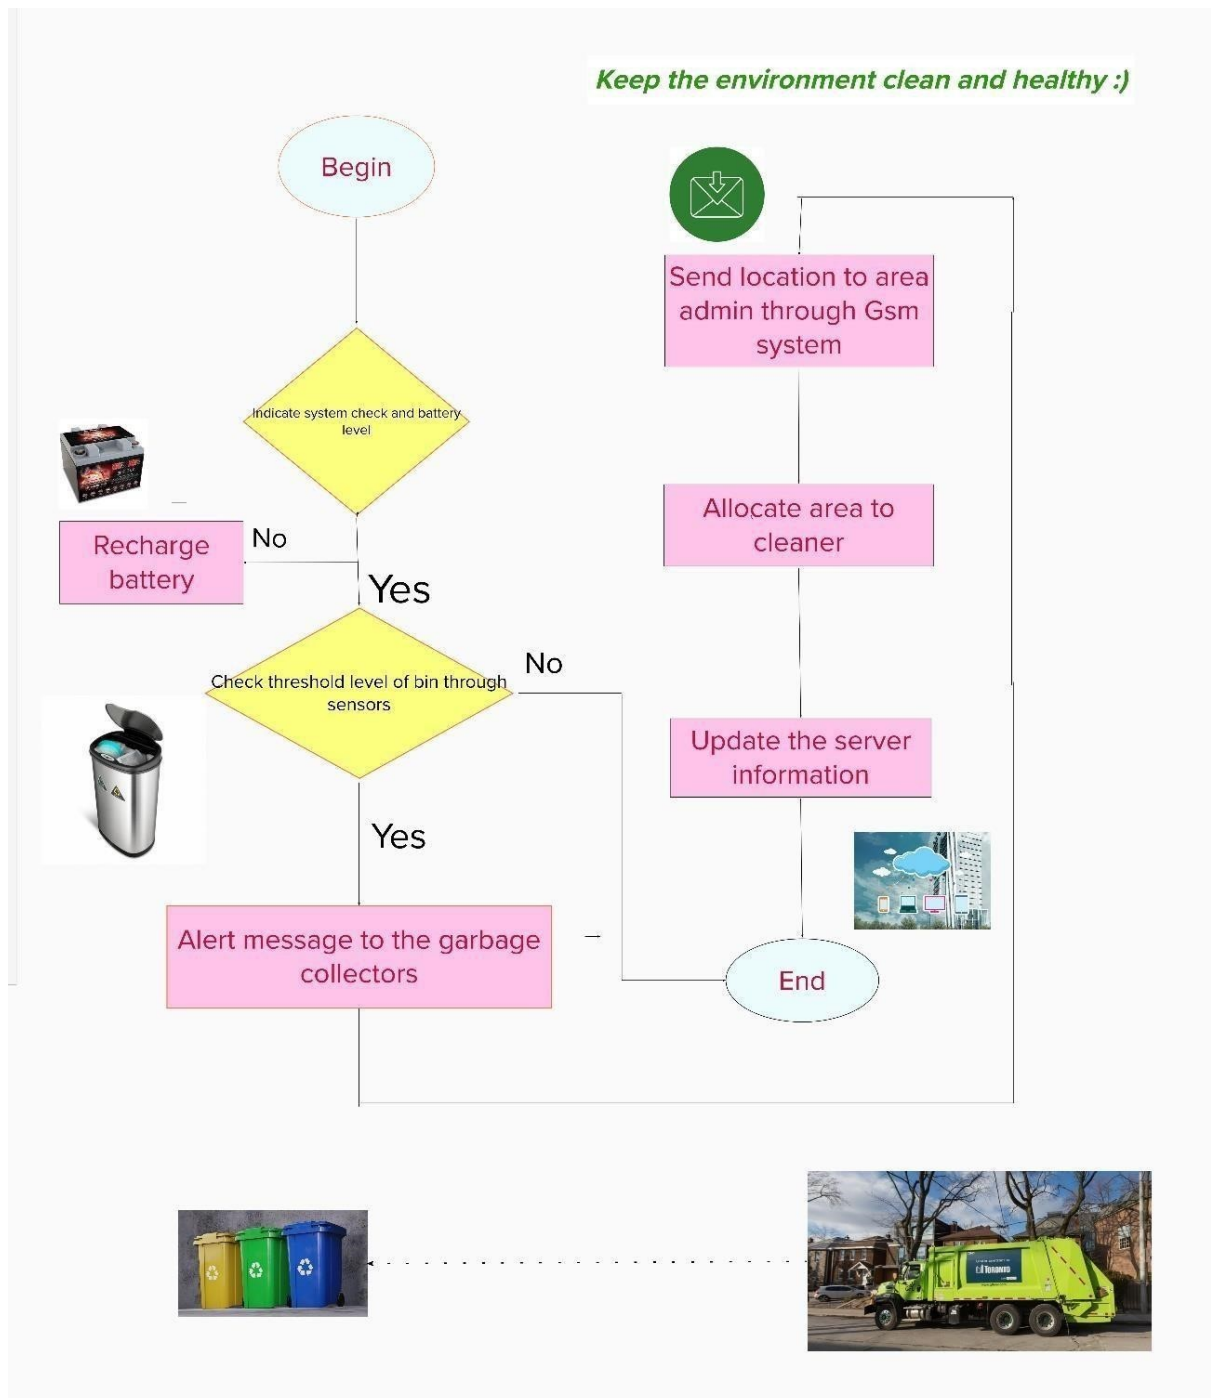 Keep the environment clean and healthy :)
Begin
Indicate system check and battery
level
No
Recharge
battery
Yes
Check threshold level of bin through
sensors
No
Yes
Alert message to the garbage
collectors
Send location to area
admin through Gsm
system
Allocate area to
cleaner
Update the server
information
End
TORONTO